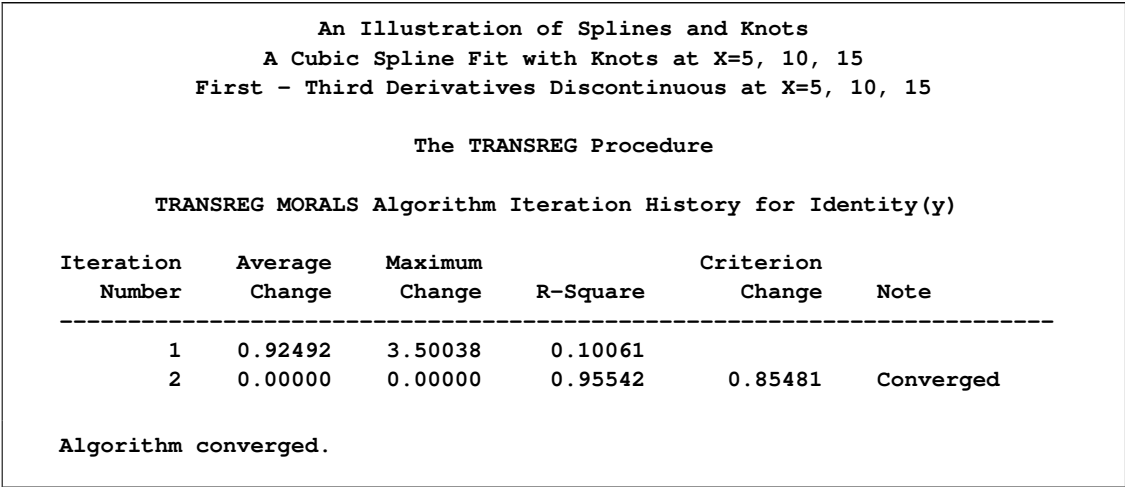 An Illustration of Splines and Knots
A Cubic Spline Fit with Knots at X=5, 10, 15
First - Third Derivatives Discontinuous at X=5, 10, 15
The TRANSREG Procedure
TRANSREG MORALS Algorithm Iteration History for Identity(y)
Iteration Average Maximum Criterion
Number Change Change R-Square Change Note
-------------------------------------------------------------------------
1 0.92492 3.50038 0.10061
2 0.00000 0.00000 0.95542 0.85481 Converged
Algorithm converged.